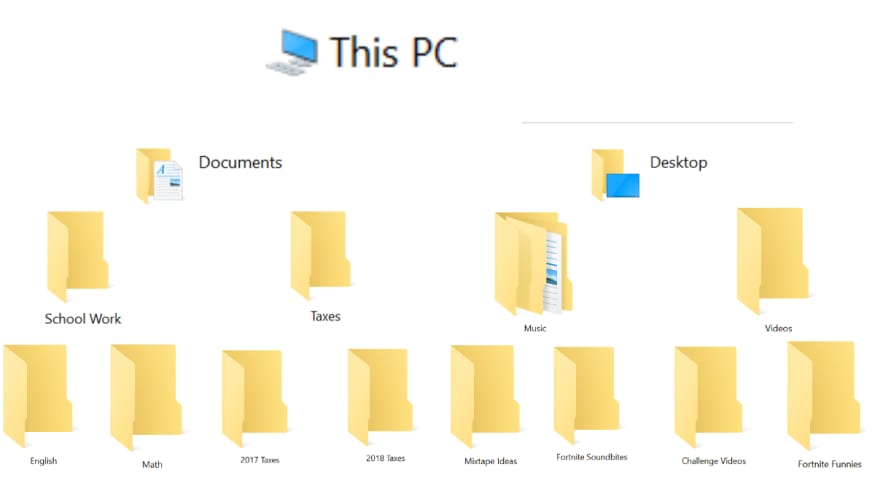 This PC
Documents
Desktop
School Work
Taxes
Music
Videos
English
Math
2017 Taxes
2018 Taxes
Mixtape Ideas
Fortnite Soundbites
Challenge Videos
Fortnite Funnies